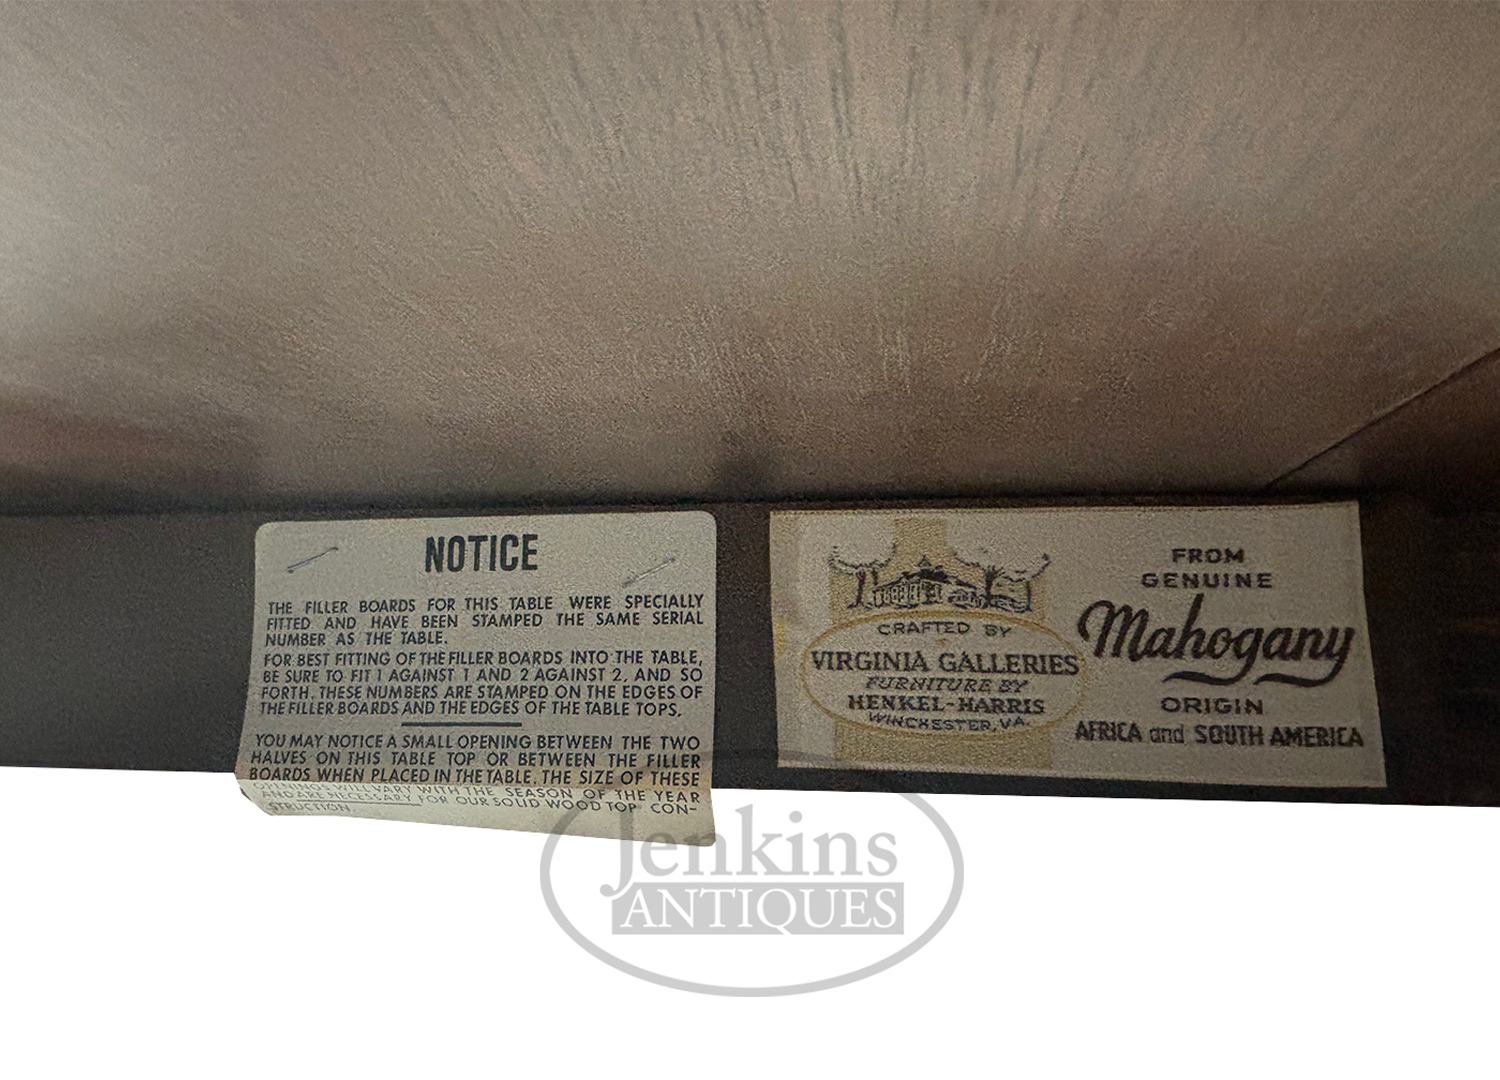 NOTICE
THE FILLER BOARDS FOR THIS TABLE WERE SPECIALLY
FITTED AND HAVE BEEN STAMPED THE SAME SERIAL
NUMBER AS THE TABLE.
FOR BEST FITTING OF THE FILLER BOARDS INTO THE TABLE,
BE SURE TO FIT 1 AGAINST 1 AND 2 AGAINST 2, AND SO
FORTH. THESE NUMBERS ARE STAMPED ON THE EDGES OF
THE FILLER BOARDS AND THE EDGES OF THE TABLE TOPS.
YOU MAY NOTICE A SMALL OPENING BETWEEN THE TWO
HALVES ON THIS TABLE TOP OR BETWEEN THE FILLER
BOARDS WHEN PLACED IN THE TABLE. THE SIZE OF THESE
OPENINGS WILL VARY WITH THE SEASON OF THE YEAR
AND ARE NECESSARY FOR OUR SOLID WOOD TOP CON-
STRUCTION.
CRAFTED BY
VIRGINIA GALLERIES
FURNITURE BY
HENKEL-HARRIS
WINCHESTER, VA.
FROM
GENUINE
Mahogany
ORIGIN
AFRICA and SOUTH AMERICA
Jenkins
ANTIQUES